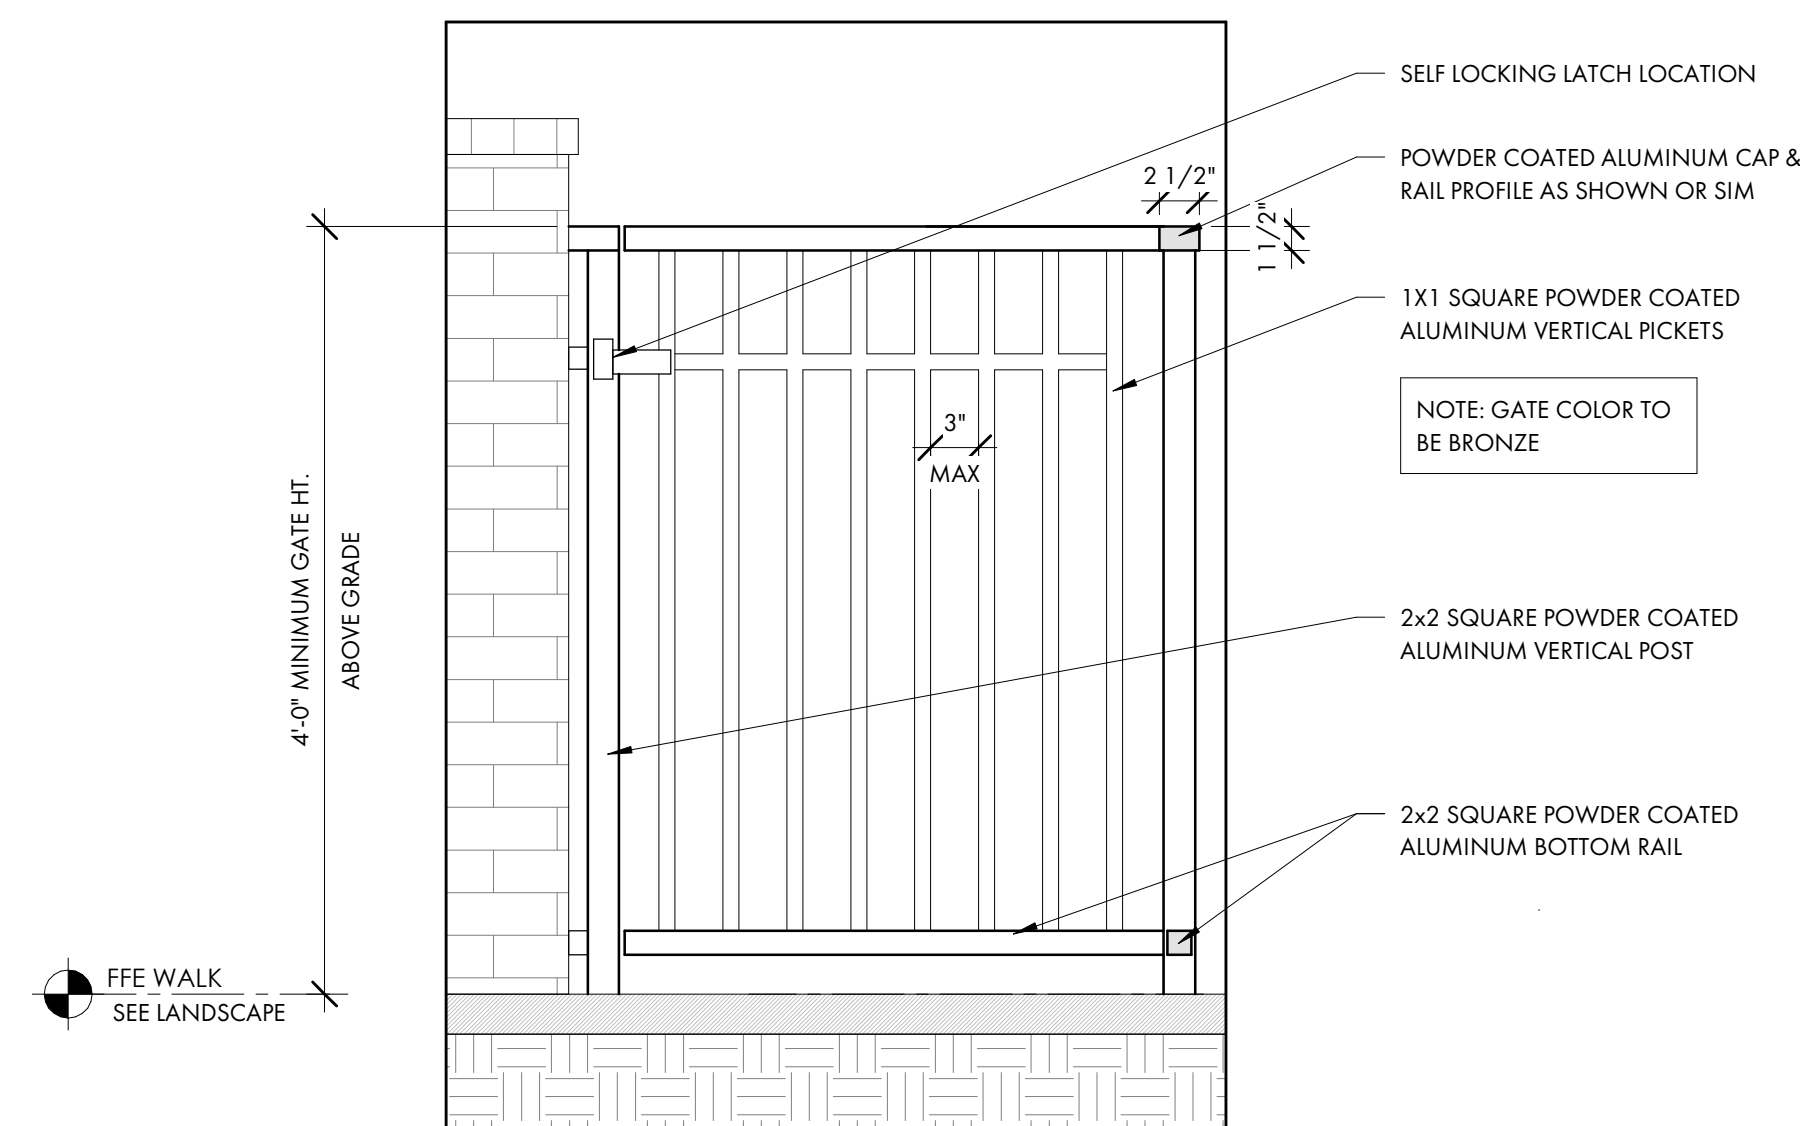 SELF LOCKING LATCH LOCATION
POWDER COATED ALUMINUM CAP &
RAIL PROFILE AS SHOWN OR SIM
2 1/2"
1 1/2"
1X1 SQUARE POWDER COATED
ALUMINUM VERTICAL PICKETS
NOTE: GATE COLOR TO
BE BRONZE
3"
MAX
4'-0" MINIMUM GATE HT.
ABOVE GRADE
2x2 SQUARE POWDER COATED
ALUMINUM VERTICAL POST
2x2 SQUARE POWDER COATED
ALUMINUM BOTTOM RAIL
FFE WALK
SEE LANDSCAPE